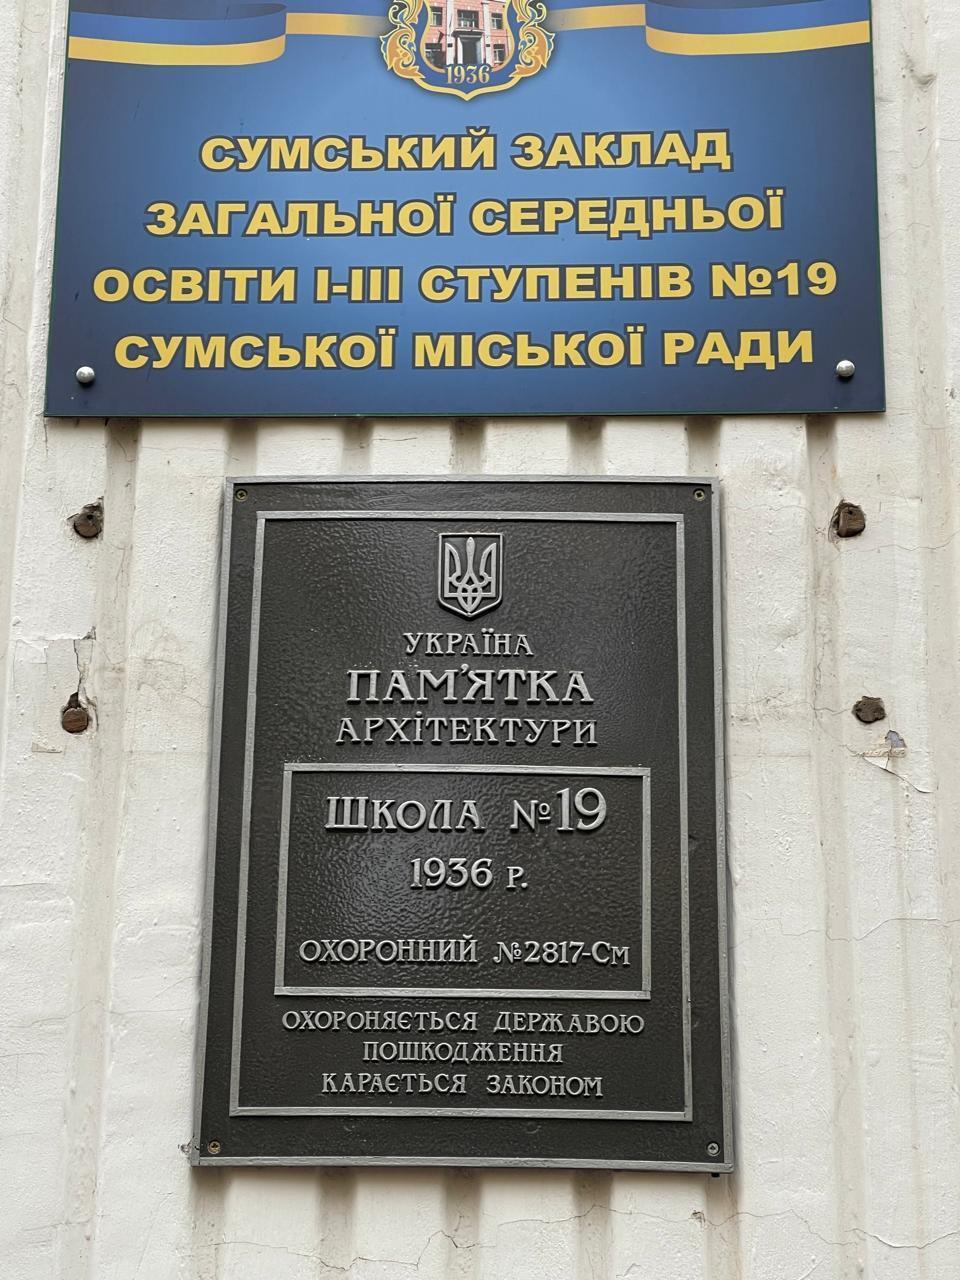 1936
СУМСЬКИЙ ЗАКЛАД
ЗАГАЛЬНОЇ СЕРЕДНЬОЇ
ОСВІТИ І-ІІІ СТУПЕНІВ №19
СУМСЬКОЇ МІСЬКОЇ РАДИ
УКРАЇНА
ПАМ'ЯТКА
АРХІТЕКТУРИ
ШКОЛА №19
1936 р.
ОХОРОННИЙ №2817-См
ОХОРОНЯЄТЬСЯ ДЕРЖАВОЮ
ПОШКОДЖЕННЯ
КАРАЄТЬСЯ ЗАКОНОМ